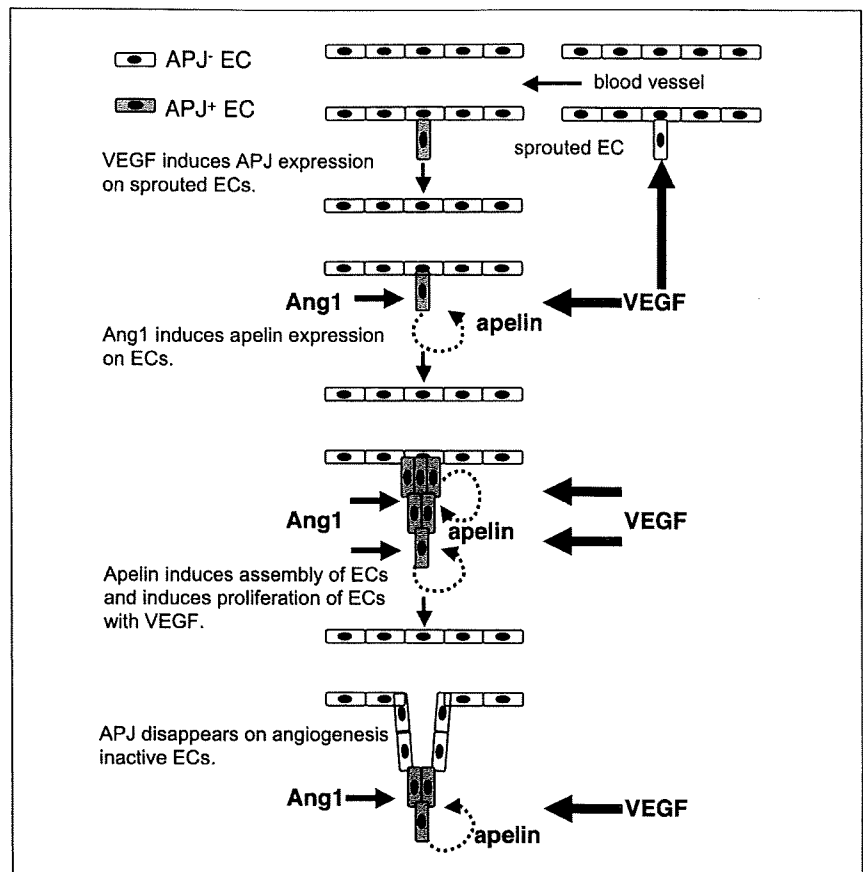 APJ- EC
APJ+ EC
blood vessel
sprouted EC
VEGF induces APJ expression
on sprouted ECs.
Ang1
VEGF
apelin
Ang1 induces apelin expression
on ECs.
Ang1
apelin
VEGF
Apelin induces assembly of ECs
and induces proliferation of ECs
with VEGF.
APJ disappears on angiogenesis
inactive ECs.
Ang1
VEGF
apelin